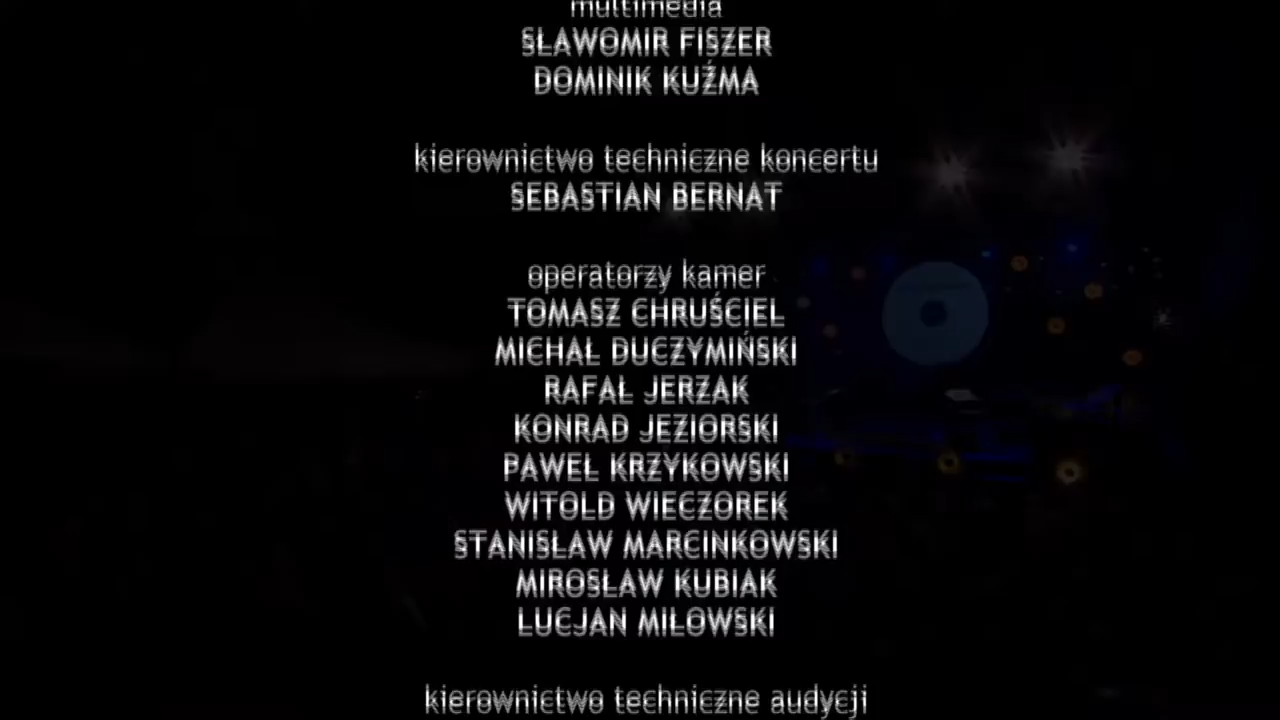 multimedia
SŁAWOMIR FISZER
DOMINIK KUŹMA
kierownictwo techniczne koncertu
SEBASTIAN BERNAT
operatorzy kamer
TOMASZ CHRUŚCIEL
MICHAŁ DUCZYMIŃSKI
RAFAŁ JERZAK
KONRAD JEZIORSKI
PAWEŁ KRZYKOWSKI
WITOLD WIECZOREK
STANISŁAW MARCINKOWSKI
MIROSŁAW KUBIAK
LUCJAN MIŁOWSKI
kierownictwo techniczne audycji